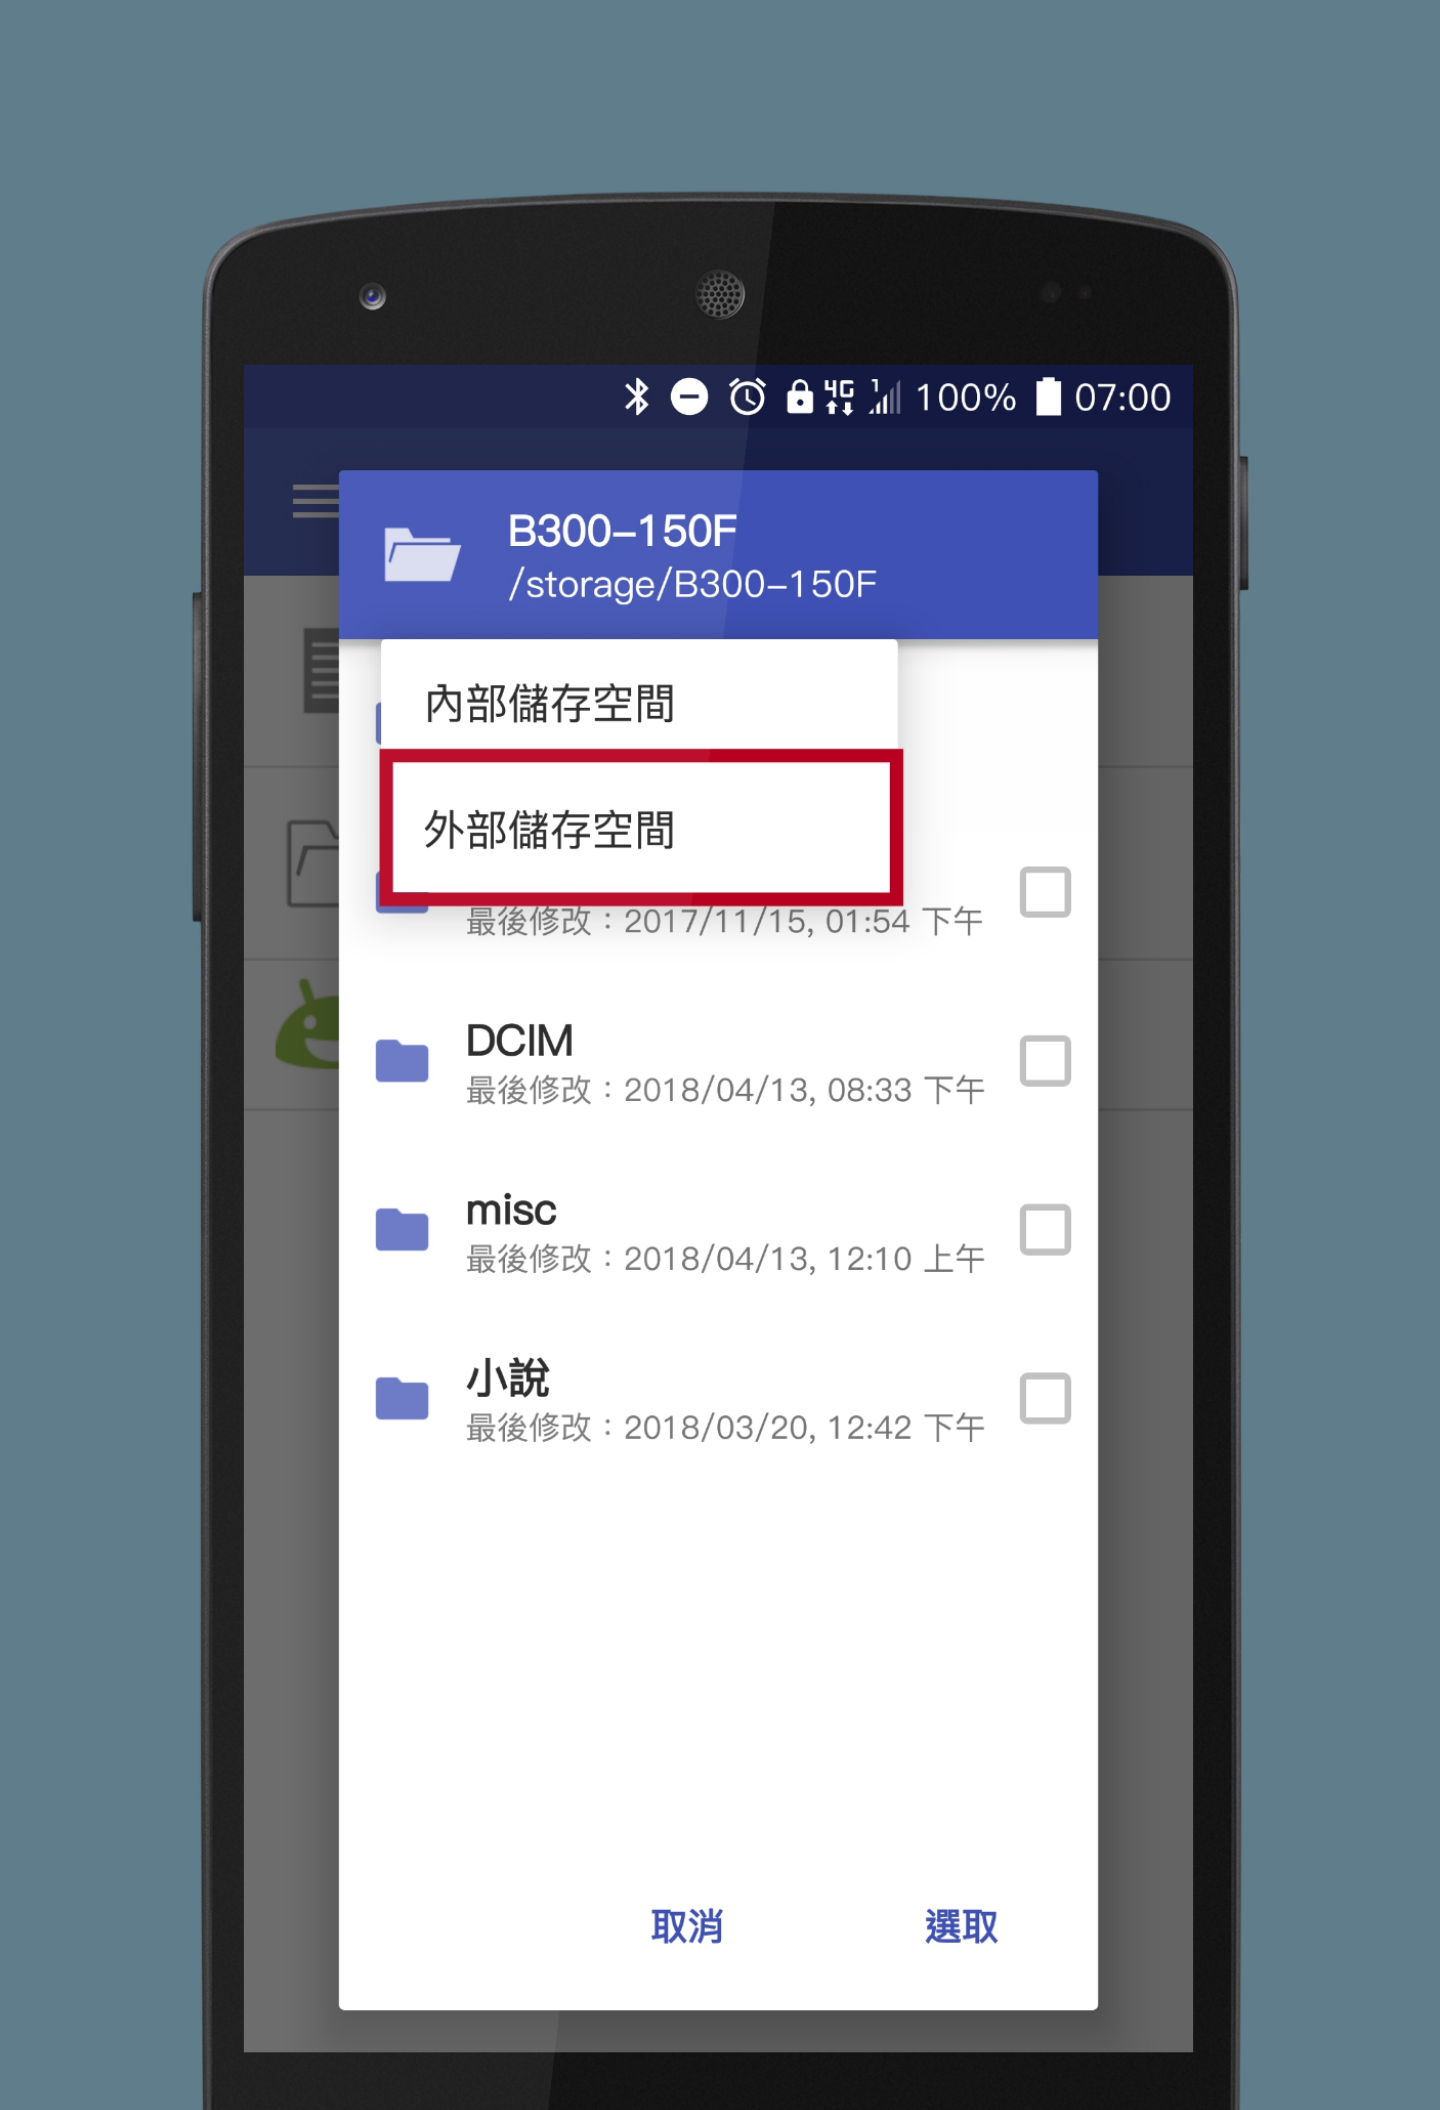 4G 1 100% 07:00
B300-150F
/storage/B300-150F
內部儲存空間
外部儲存空間
最後修改：2017/11/15, 01:54 下午
DCIM
最後修改：2018/04/13, 08:33 下午
misc
最後修改：2018/04/13, 12:10 上午
小說
最後修改：2018/03/20, 12:42 下午
取消
選取